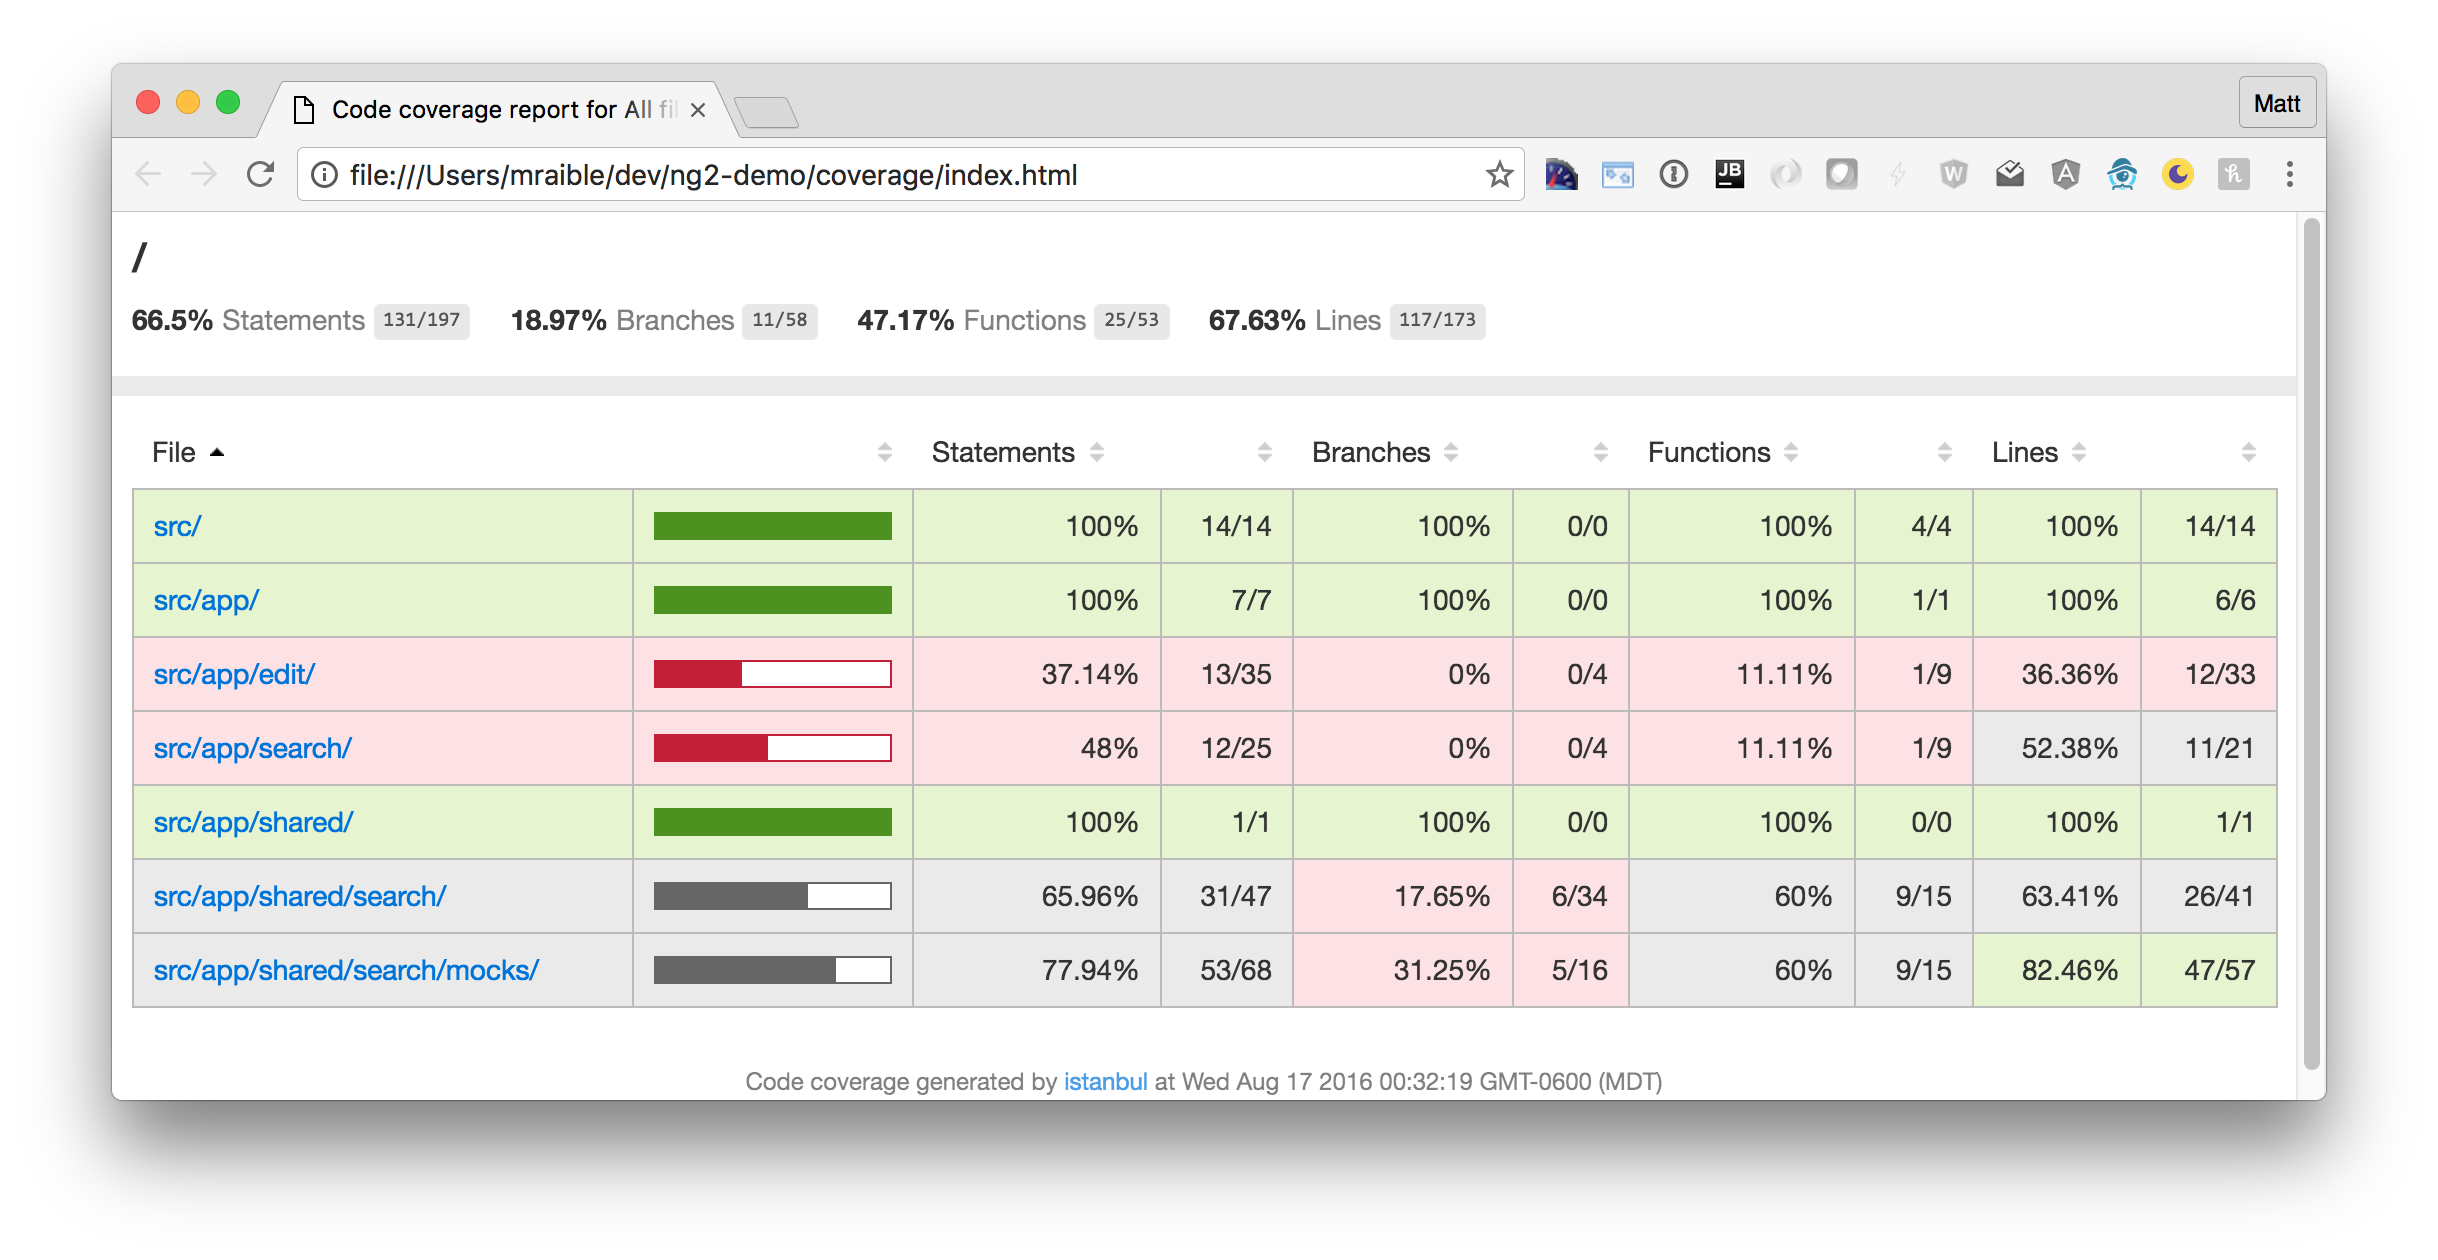 Code coverage report for All fil
Matt
file:///Users/mraible/dev/ng2-demo/coverage/index.html
JB
W
A
h
/
66.5% Statements 131/197 18.97% Branches 11/58 47.17% Functions 25/53 67.63% Lines 117/173
File Statements Branches Functions Lines
src/ 100% 14/14 100% 0/0 100% 4/4 100% 14/14
src/app/ 100% 7/7 100% 0/0 100% 1/1 100% 6/6
src/app/edit/ 37.14% 13/35 0% 0/4 11.11% 1/9 36.36% 12/33
src/app/search/ 48% 12/25 0% 0/4 11.11% 1/9 52.38% 11/21
src/app/shared/ 100% 1/1 100% 0/0 100% 0/0 100% 1/1
src/app/shared/search/ 65.96% 31/47 17.65% 6/34 60% 9/15 63.41% 26/41
src/app/shared/search/mocks/ 77.94% 53/68 31.25% 5/16 60% 9/15 82.46% 47/57
Code coverage generated by istanbul at Wed Aug 17 2016 00:32:19 GMT-0600 (MDT)